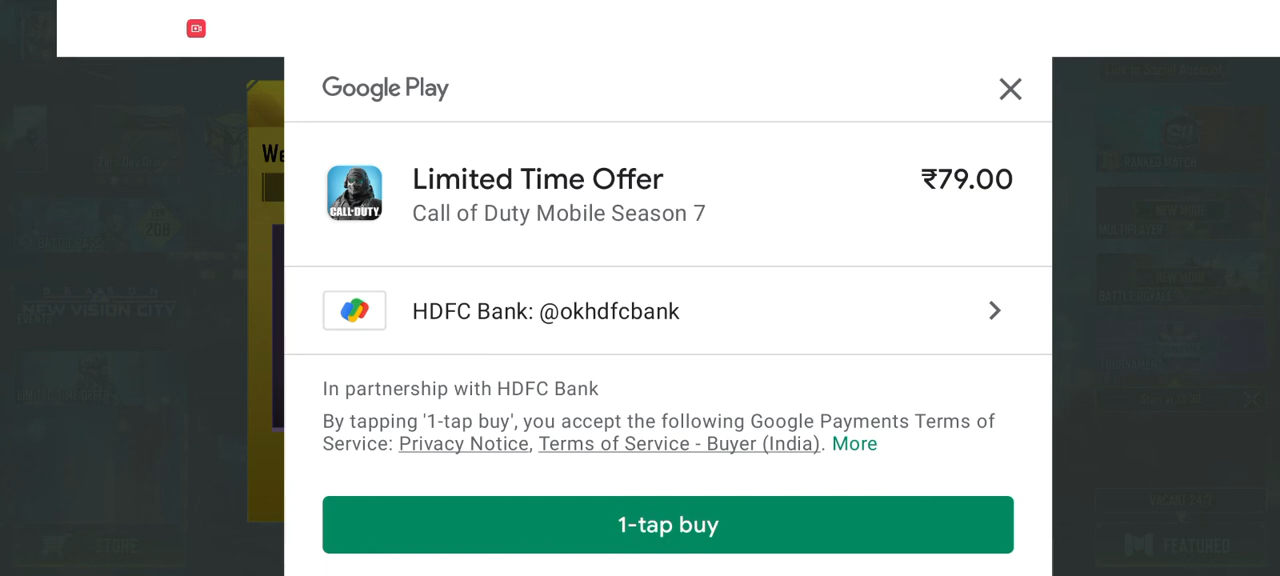 Google Play
Limited Time Offer
₹79.00
CALL·DUTY
Call of Duty Mobile Season 7
HDFC Bank: @okhdfcbank
In partnership with HDFC Bank
By tapping '1-tap buy', you accept the following Google Payments Terms of
Service: Privacy Notice, Terms of Service - Buyer (India). More
1-tap buy
We
RANKED MATCH
MULTIPLAYER
BATTLE ROYALE
NEW VISION CITY
EVENTS
STORE
FEATURED